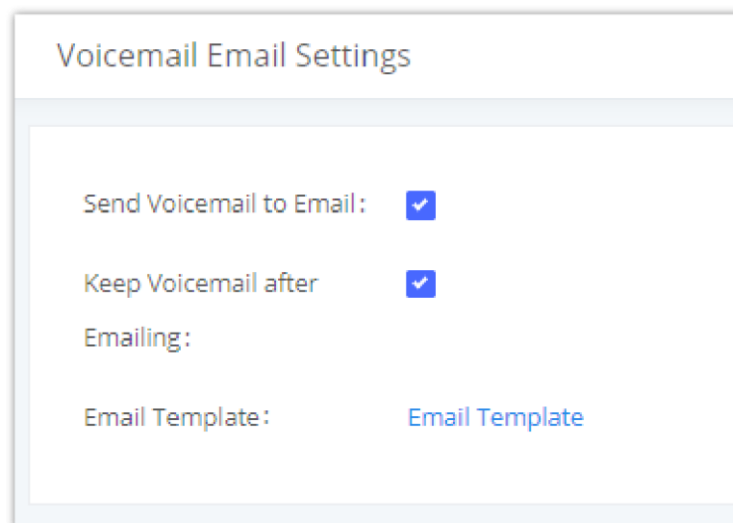 Voicemail Email Settings
Send Voicemail to Email:
Keep Voicemail after
Emailing:
Email Template: Email Template